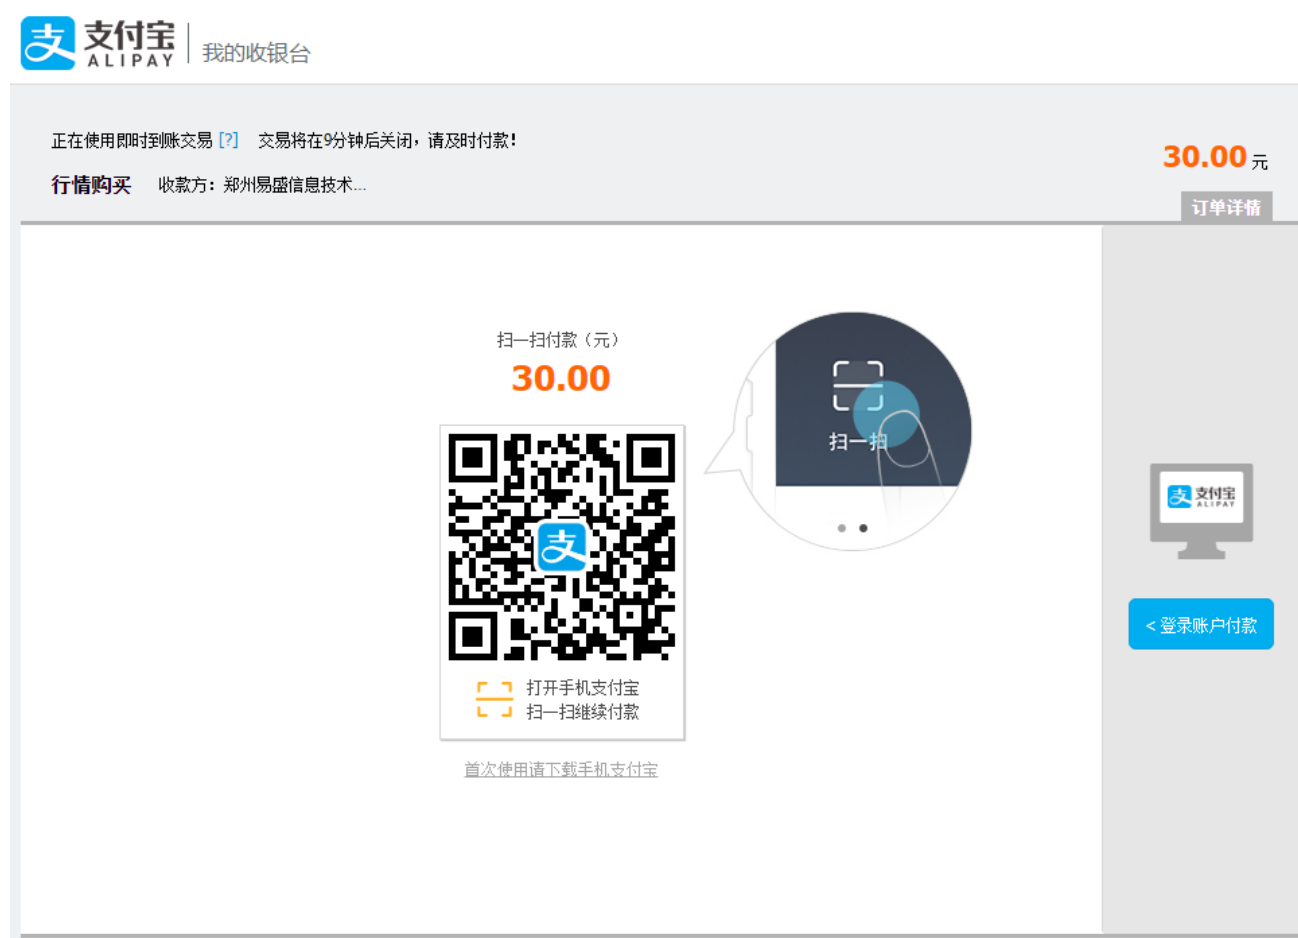 支 支付宝 ALIPAY 我的收银台
正在使用即时到账交易 [?] 交易将在9分钟后关闭，请及时付款！
30.00 元
行情购买 收款方：郑州易盛信息技术...
订单详情
扫一扫付款（元）
30.00
扫一扫
支
支 支付宝 ALIPAY
< 登录账户付款
打开手机支付宝
扫一扫继续付款
首次使用请下载手机支付宝